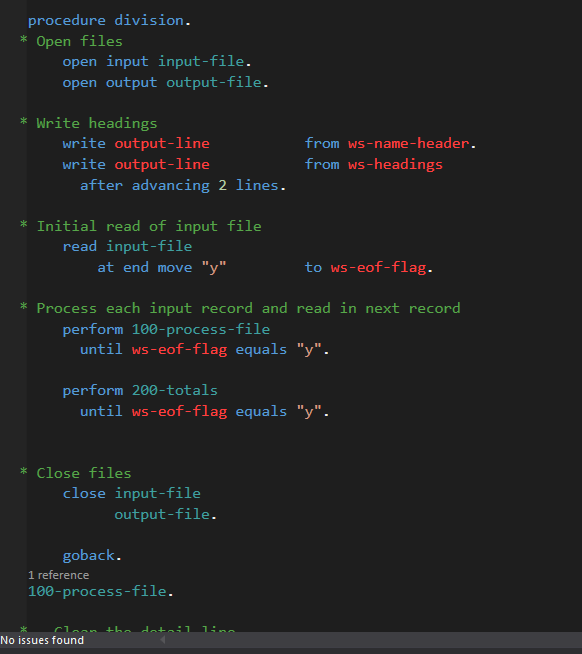 procedure division.
* Open files
open input input-file.
open output output-file.
* Write headings
write output-line from ws-name-header.
write output-line from ws-headings
after advancing 2 lines.
* Initial read of input file
read input-file
at end move "y" to ws-eof-flag.
* Process each input record and read in next record
perform 100-process-file
until ws-eof-flag equals "y".
perform 200-totals
until ws-eof-flag equals "y".
* Close files
close input-file
output-file.
goback.
1 reference
100-process-file.
* Clear the detail line
No issues found